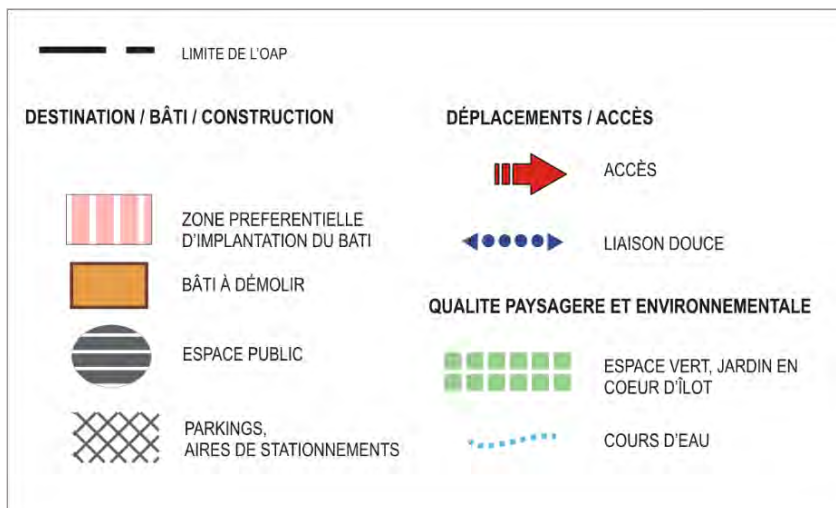 LIMITE DE L'OAP
DESTINATION / BÂTI / CONSTRUCTION
ZONE PREFERENTIELLE
D'IMPLANTATION DU BATI
BÂTI À DÉMOLIR
ESPACE PUBLIC
PARKINGS,
AIRES DE STATIONNEMENTS
DÉPLACEMENTS / ACCÈS
ACCÈS
LIAISON DOUCE
QUALITE PAYSAGERE ET ENVIRONNEMENTALE
ESPACE VERT, JARDIN EN
COEUR D'ÎLOT
COURS D'EAU